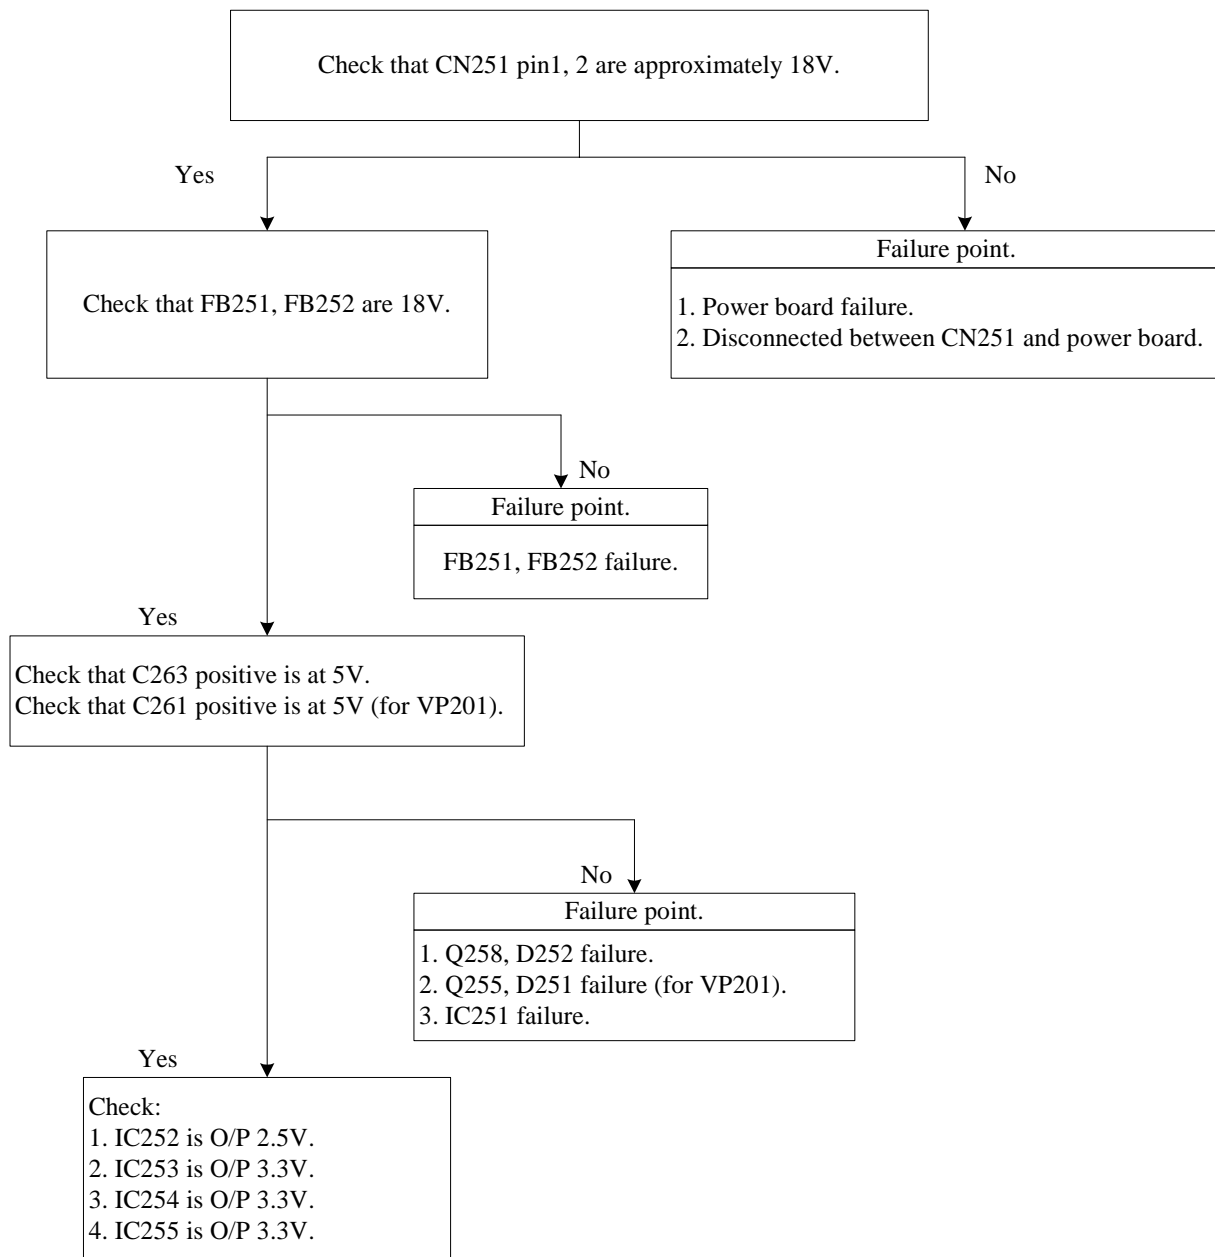 Check that CN251 pin1, 2 are approximately 18V.
Yes
No
Check that FB251, FB252 are 18V.
Failure point.
1. Power board failure.
2. Disconnected between CN251 and power board.
No
Failure point.
FB251, FB252 failure.
Yes
Check that C263 positive is at 5V.
Check that C261 positive is at 5V (for VP201).
No
Failure point.
1. Q258, D252 failure.
2. Q255, D251 failure (for VP201).
3. IC251 failure.
Yes
Check:
1. IC252 is O/P 2.5V.
2. IC253 is O/P 3.3V.
3. IC254 is O/P 3.3V.
4. IC255 is O/P 3.3V.